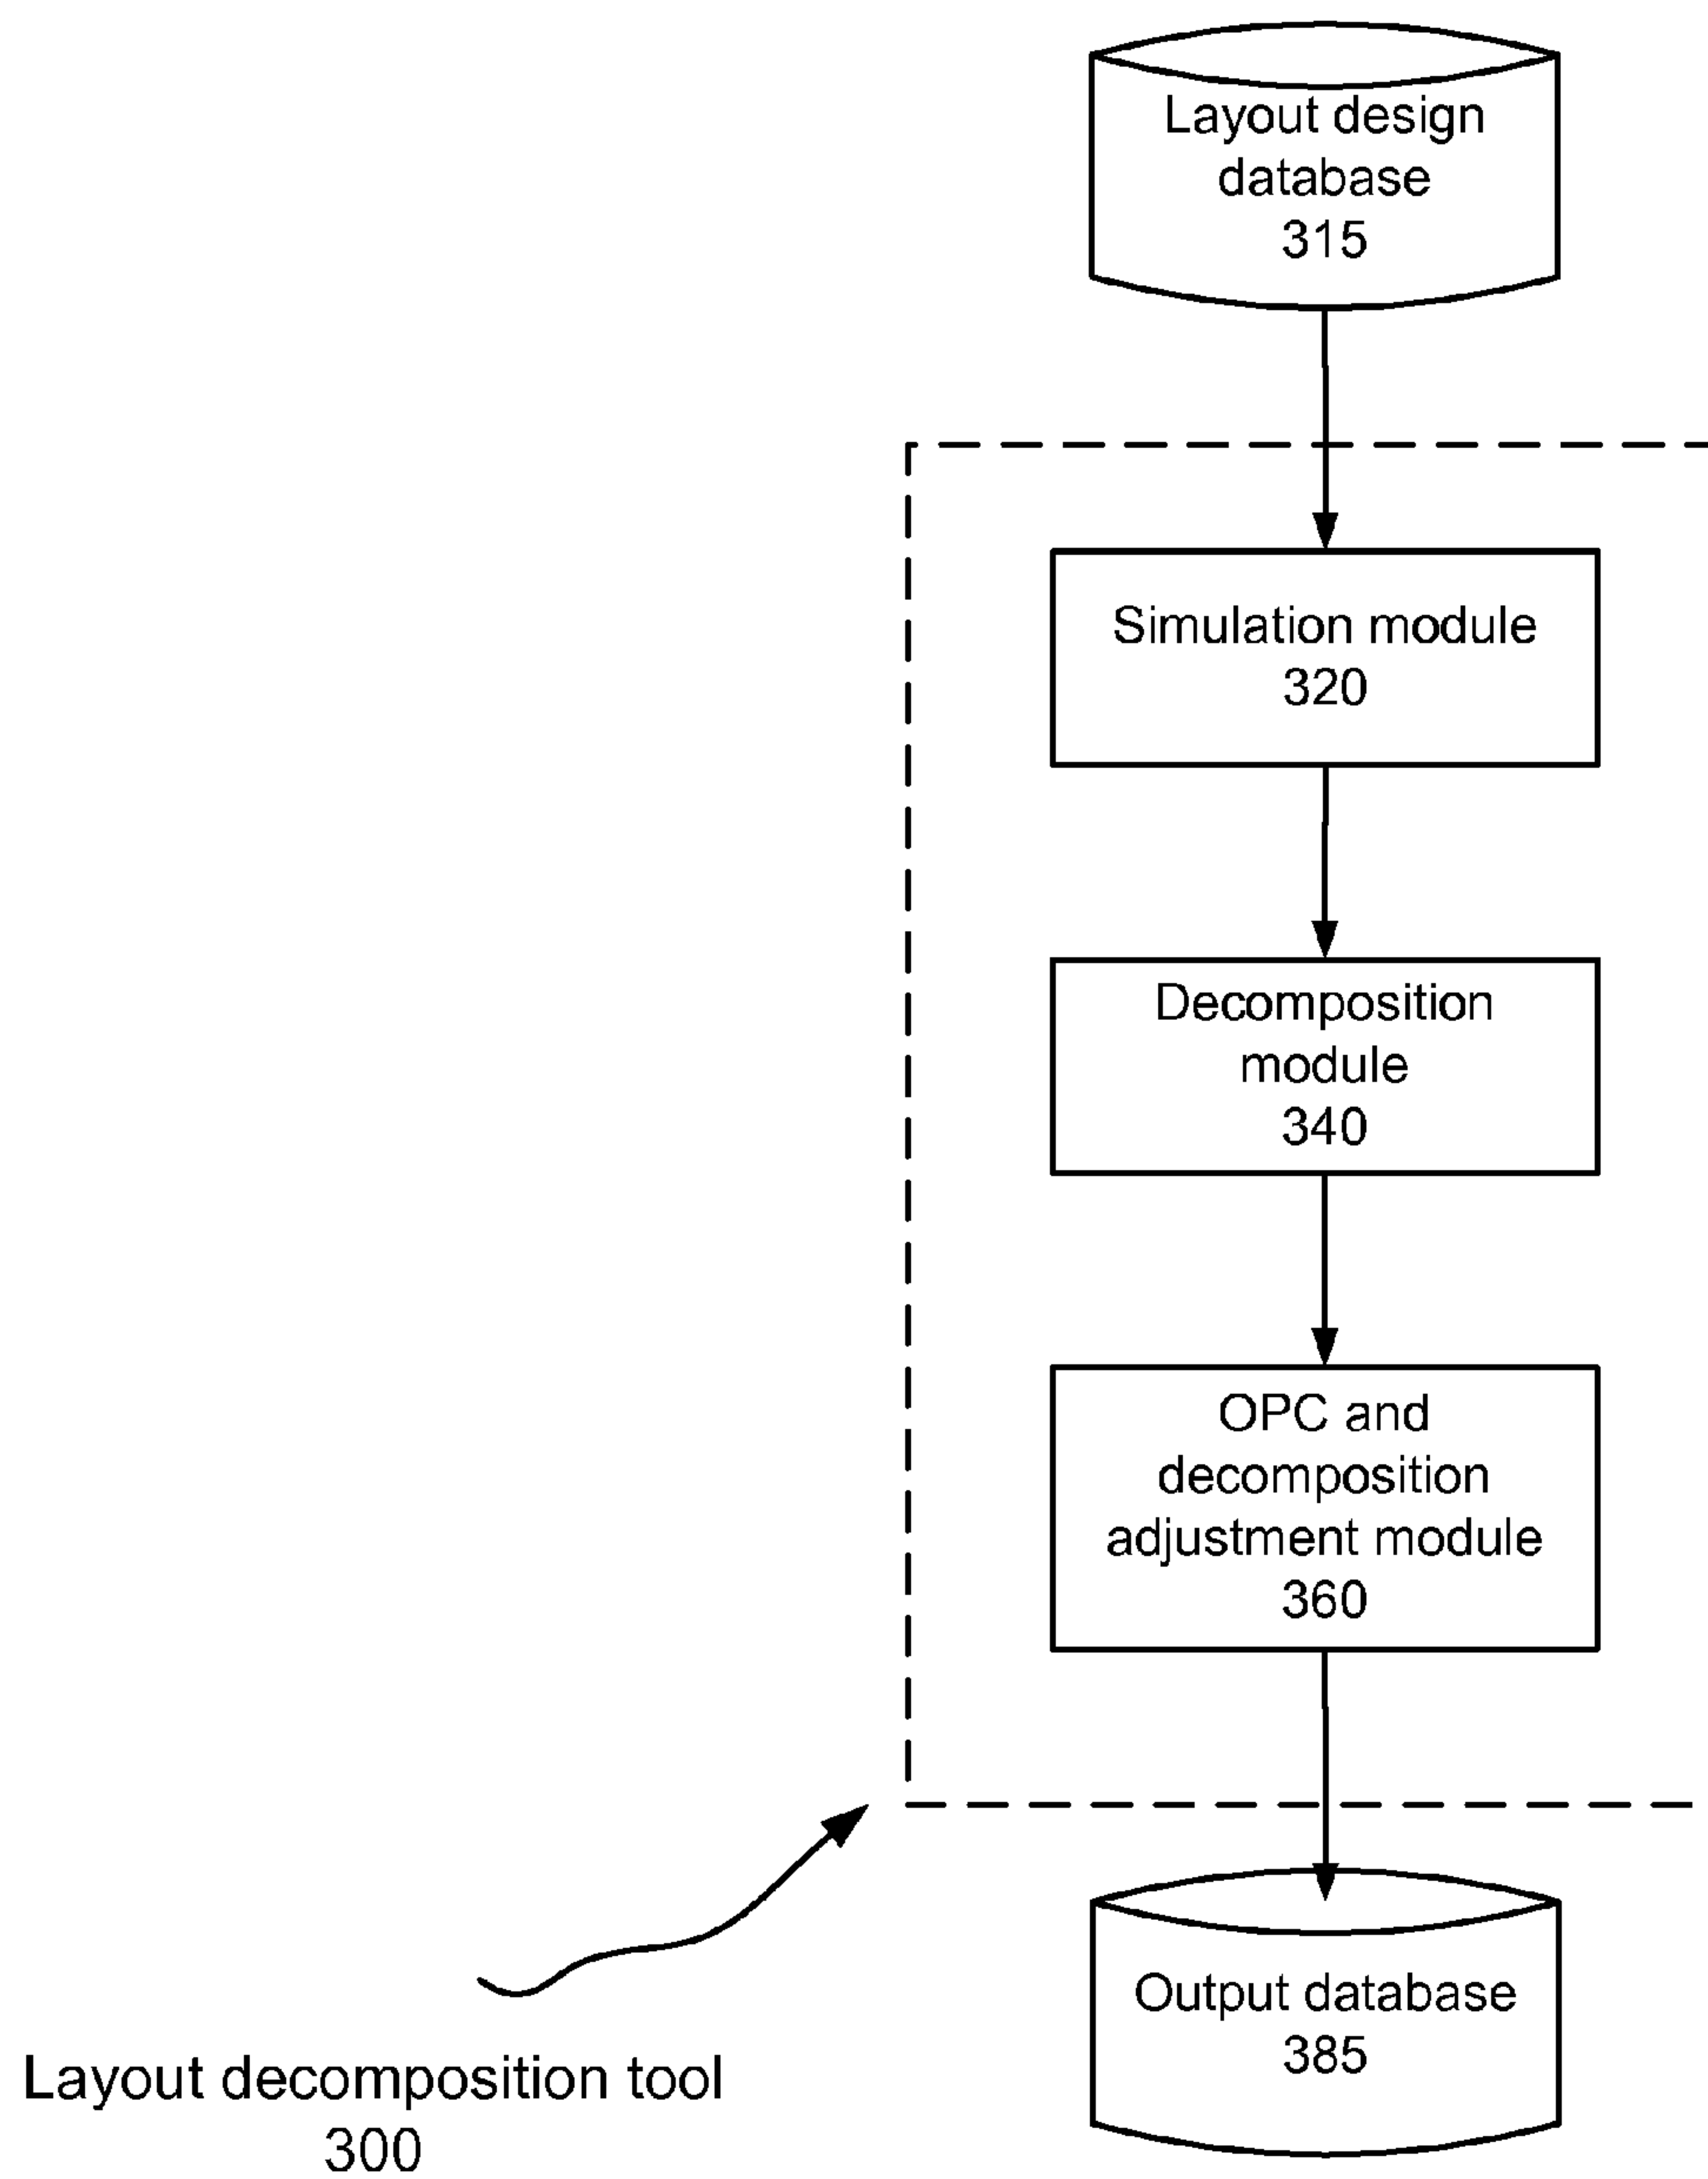 Layout design
database
315
Simulation module
320
Decomposition
module
340
OPC and
decomposition
adjustment module
360
Output database
385
Layout decomposition tool
300